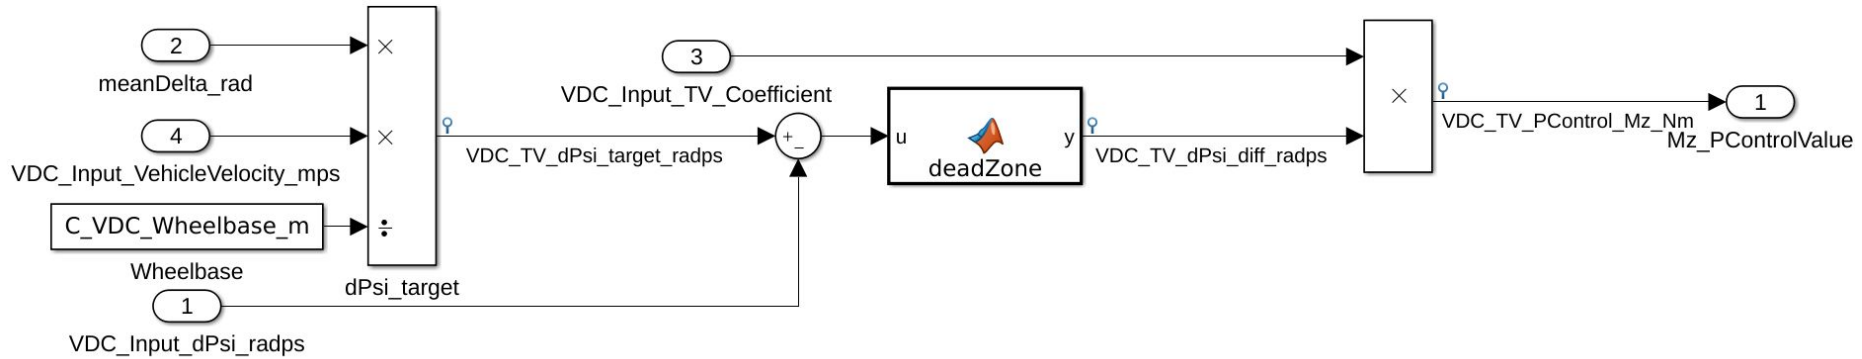 2
meanDelta_rad
4
VDC_Input_VehicleVelocity_mps
C_VDC_Wheelbase_m
Wheelbase
1
VDC_Input_dPsi_radps
×
×
÷
dPsi_target
VDC_TV_dPsi_target_radps
3
VDC_Input_TV_Coefficient
+
−
u
y
deadZone
VDC_TV_dPsi_diff_radps
×
VDC_TV_PControl_Mz_Nm
1
Mz_PControlValue